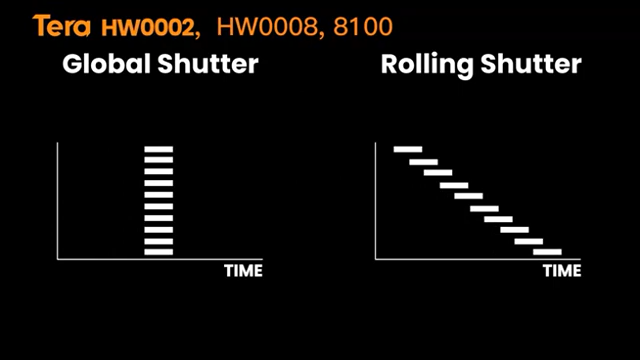 Tera HW0002, HW0008, 8100
Global Shutter
Rolling Shutter
TIME
TIME